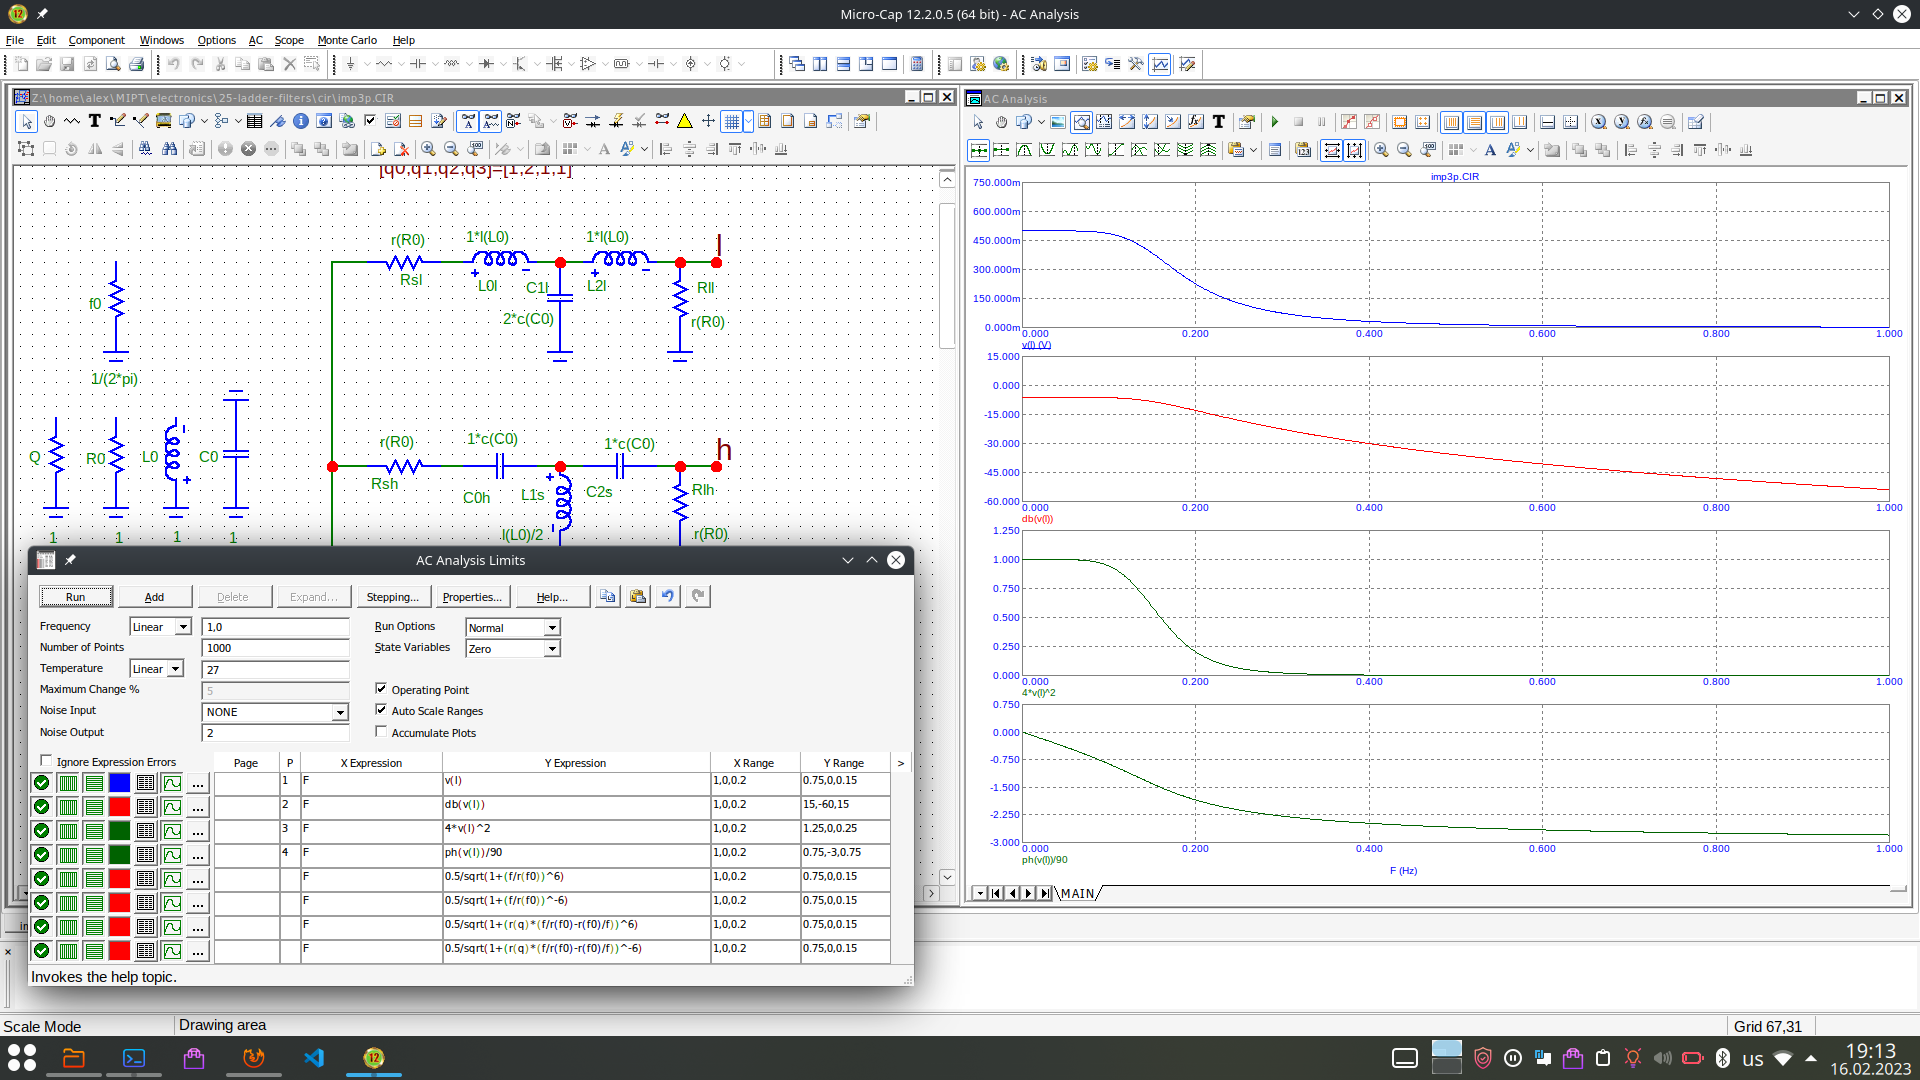 Micro-Cap 12.2.0.5 (64 bit) - AC Analysis
File Edit Component Windows Options AC Scope Monte Carlo Help
Z:\home\alex\MIPT\electronics\25-ladder-filters\cir\imp3p.CIR
[q0,q1,q2,q3]=[1,2,1,1]
r(R0) 1*l(L0) 1*l(L0) l
Rsl L0l C1l L2l Rll
2*c(C0) r(R0)
f0
1/(2*pi)
r(R0) 1*c(C0) 1*c(C0) h
Q R0 L0 C0
Rsh C0h L1s C2s Rlh
l(L0)/2 r(R0)
1 1 1 1
AC Analysis
imp3p.CIR
750.000m
600.000m
450.000m
300.000m
150.000m
0.000m
0.000 0.200 0.400 0.600 0.800 1.000
v(l) (V)
15.000
0.000
-15.000
-30.000
-45.000
-60.000
0.000 0.200 0.400 0.600 0.800 1.000
db(v(l))
1.250
1.000
0.750
0.500
0.250
0.000
0.000 0.200 0.400 0.600 0.800 1.000
4*v(l)^2
0.750
0.000
-0.750
-1.500
-2.250
-3.000
0.000 0.200 0.400 0.600 0.800 1.000
ph(v(l))/90
F (Hz)
MAIN
AC Analysis Limits
Run Add Delete Expand... Stepping... Properties... Help...
Frequency Linear 1,0 Run Options Normal
Number of Points 1000 State Variables Zero
Temperature Linear 27
Maximum Change % 5 Operating Point
Noise Input NONE Auto Scale Ranges
Noise Output 2 Accumulate Plots
Ignore Expression Errors Page P X Expression Y Expression X Range Y Range >
... 1 F v(l) 1,0,0.2 0.75,0,0.15
... 2 F db(v(l)) 1,0,0.2 15,-60,15
... 3 F 4*v(l)^2 1,0,0.2 1.25,0,0.25
... 4 F ph(v(l))/90 1,0,0.2 0.75,-3,0.75
... F 0.5/sqrt(1+(f/r(f0))^6) 1,0,0.2 0.75,0,0.15
... F 0.5/sqrt(1+(f/r(f0))^-6) 1,0,0.2 0.75,0,0.15
... F 0.5/sqrt(1+(r(q)*(f/r(f0)-r(f0)/f))^6) 1,0,0.2 0.75,0,0.15
... F 0.5/sqrt(1+(r(q)*(f/r(f0)-r(f0)/f))^-6) 1,0,0.2 0.75,0,0.15
Invokes the help topic.
Scale Mode Drawing area Grid 67,31
us 19:13
16.02.2023